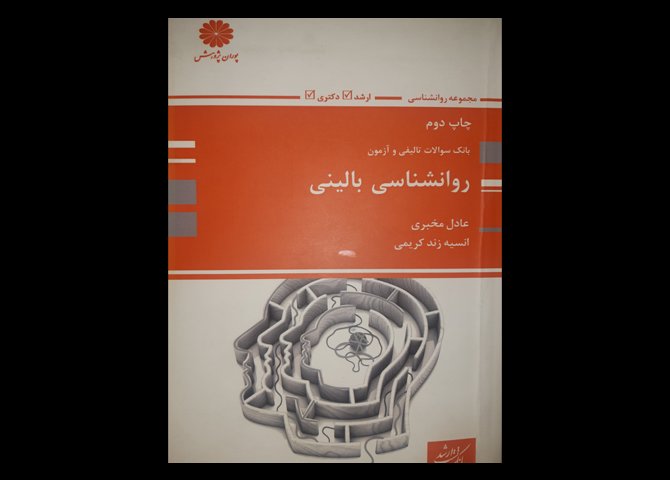 پوران پژوهش
مجموعه روانشناسی
ارشد ☑ دکتری ☑
چاپ دوم
بانک سوالات تالیفی و آزمون
روانشناسی بالینی
عادل مخبری
انسیه زند کریمی